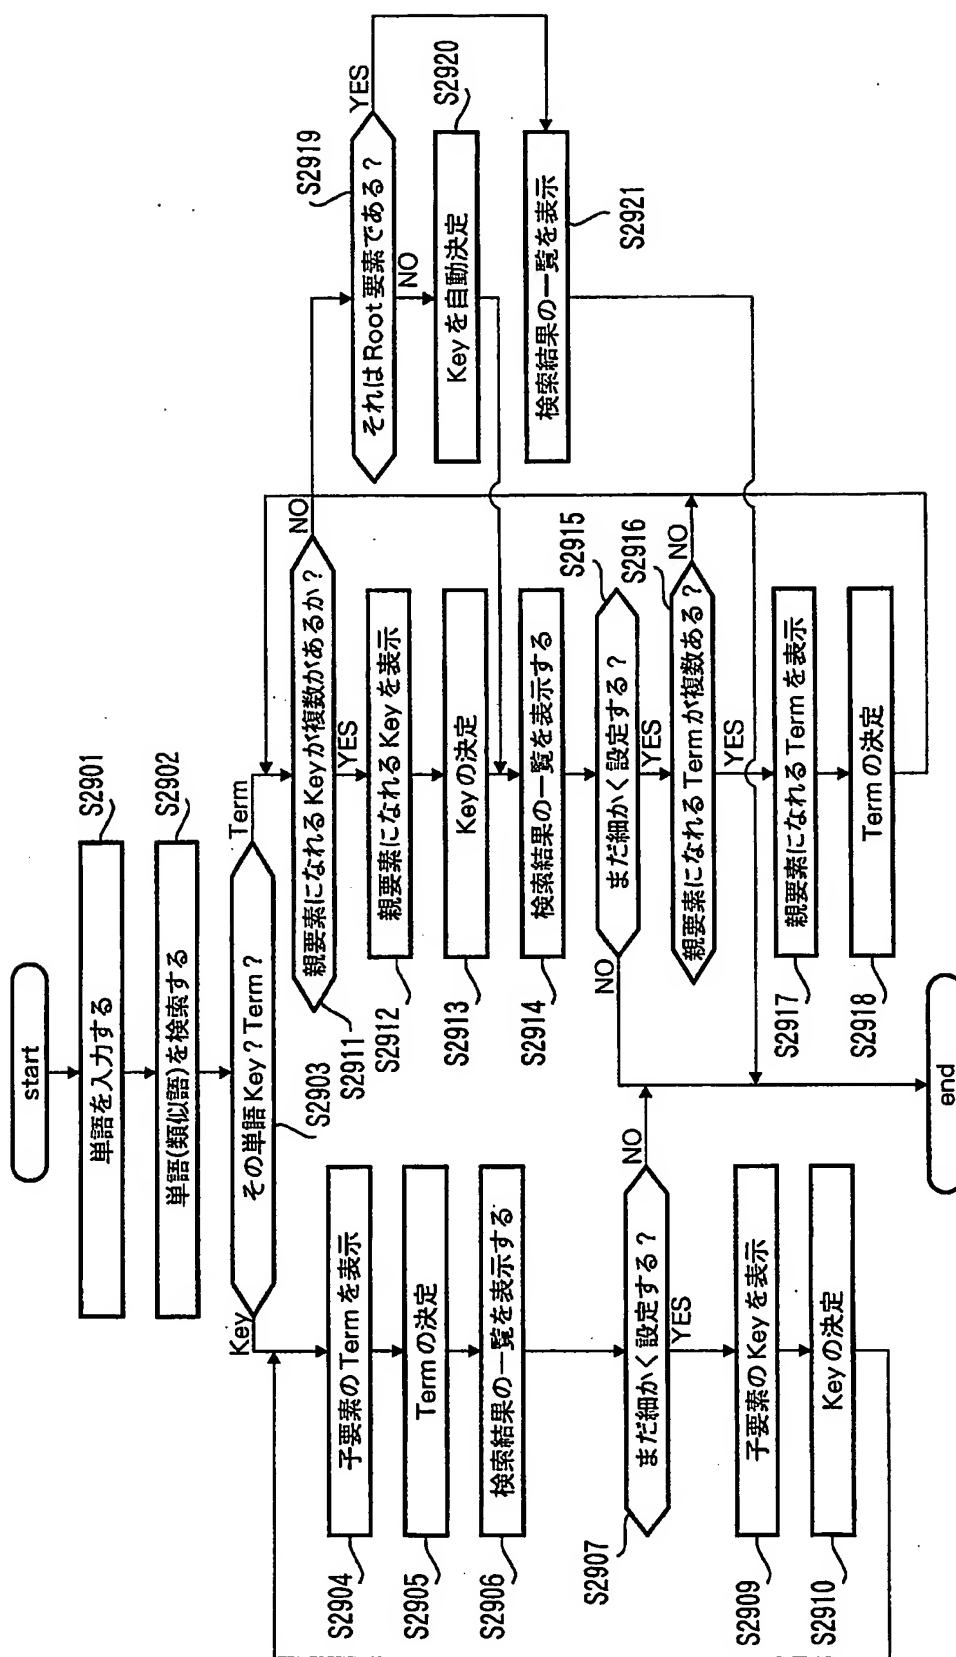 start
単語を入力する
S2901
単語(類似語)を検索する
S2902
その単語Key?Term?
S2903
Key
Term
子要素のTermを表示
S2904
Termの決定
S2905
検索結果の一覧を表示する
S2906
まだ細かく設定する?
S2907
NO
YES
子要素のKeyを表示
S2909
Keyの決定
S2910
親要素になれるKeyが複数があるか?
S2911
NO
YES
親要素になれるKeyを表示
S2912
Keyの決定
S2913
検索結果の一覧を表示する
S2914
まだ細かく設定する?
S2915
NO
YES
親要素になれるTermが複数ある?
S2916
NO
YES
親要素になれるTermを表示
S2917
Termの決定
S2918
それはRoot要素である?
S2919
YES
NO
Keyを自動決定
S2920
検索結果の一覧を表示
S2921
end